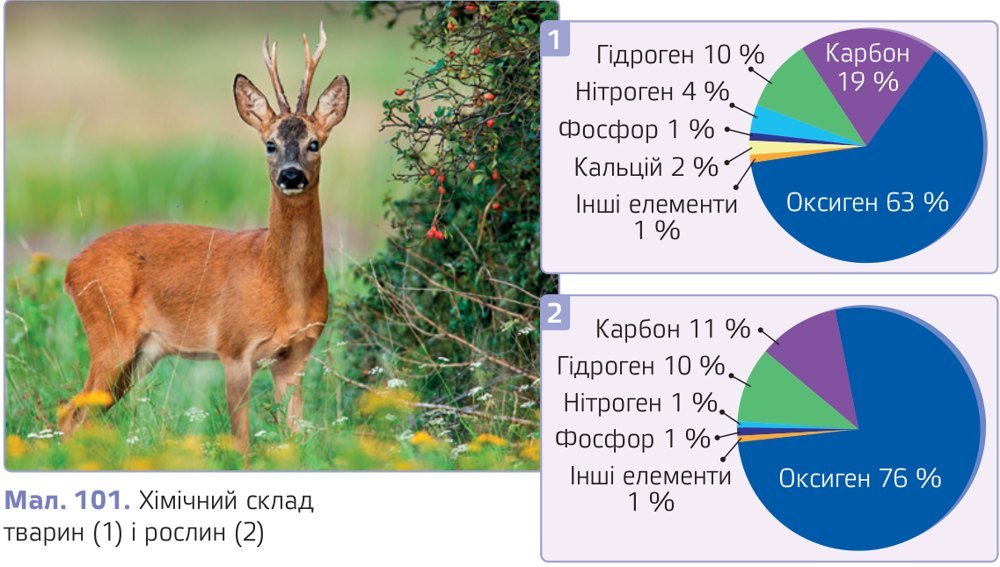 1
Гідроген 10 %
Карбон
19 %
Нітроген 4 %
Фосфор 1 %
Кальцій 2 %
Інші елементи
1 %
Оксиген 63 %
2
Карбон 11 %
Гідроген 10 %
Нітроген 1 %
Фосфор 1 %
Інші елементи
1 %
Оксиген 76 %
Мал. 101. Хімічний склад
тварин (1) і рослин (2)